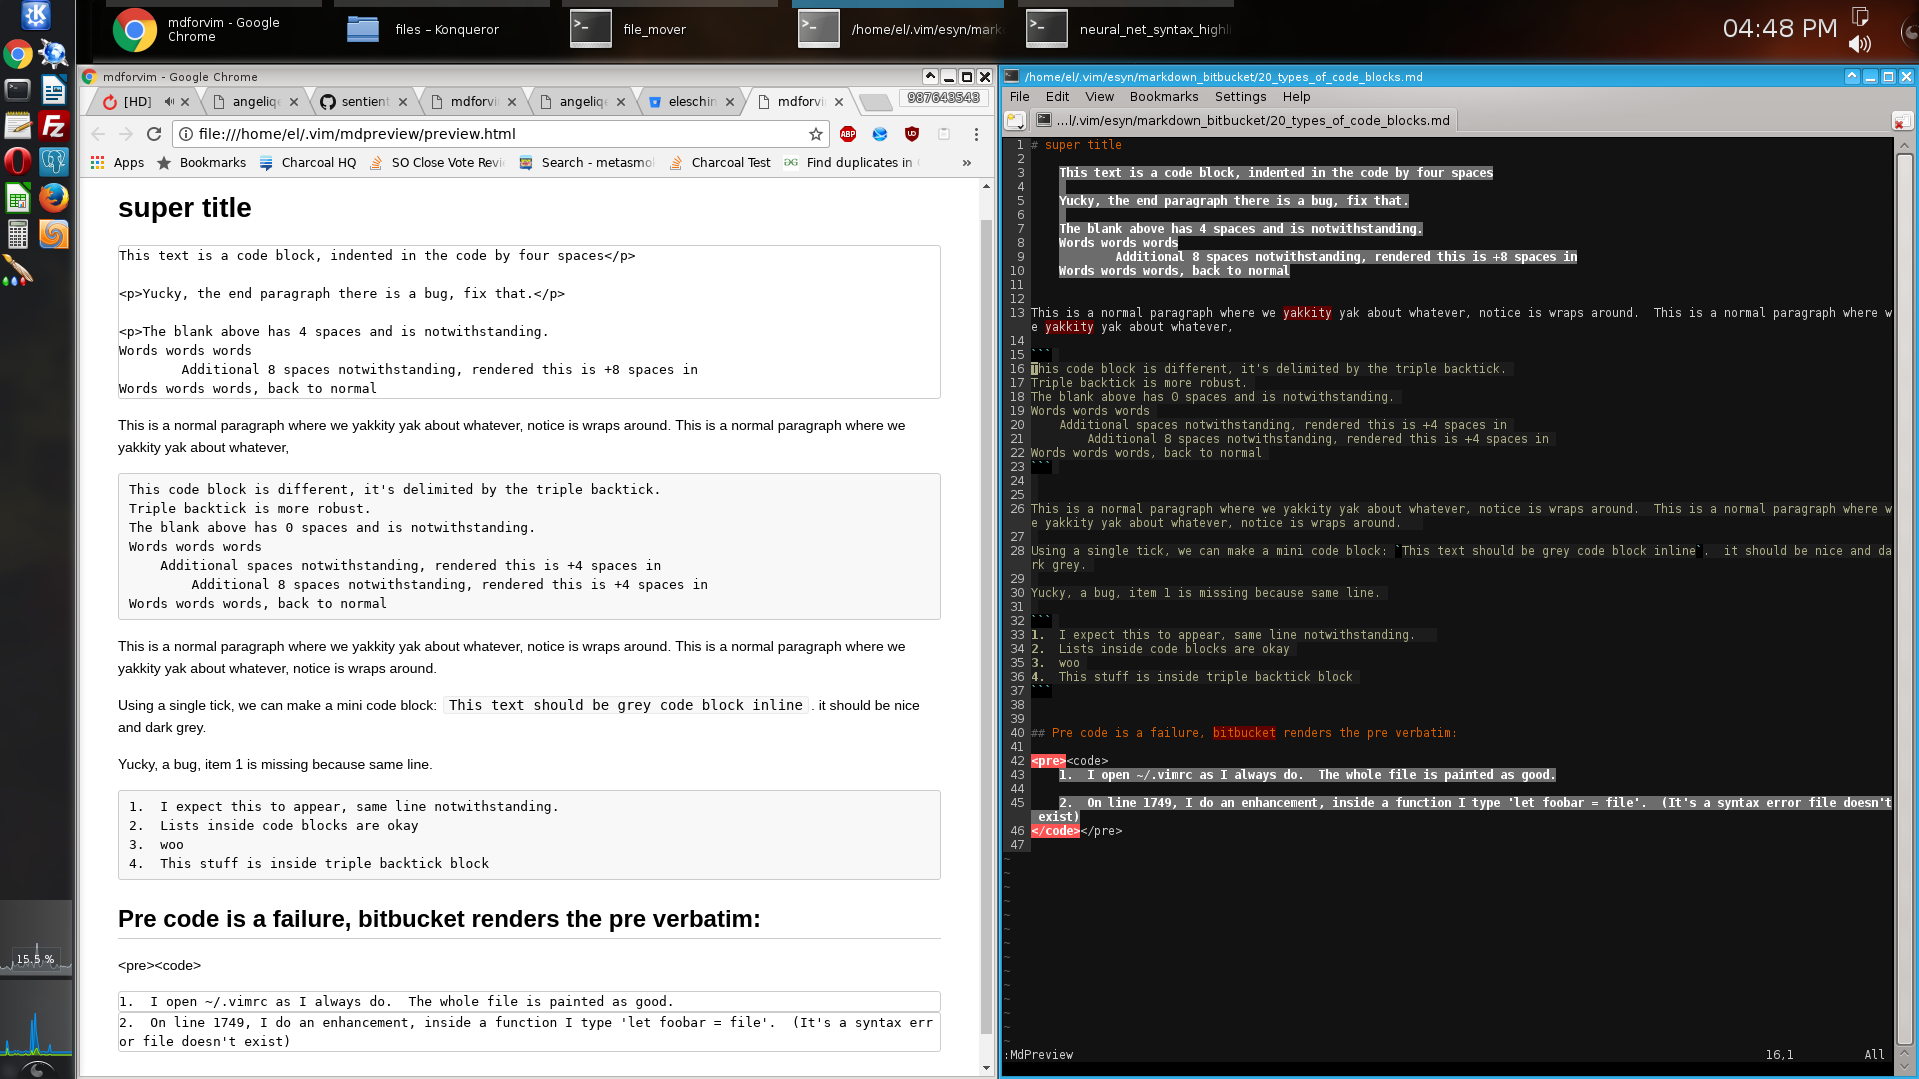 mdforvim - Google
Chrome
files – Konqueror
file_mover
/home/el/.vim/esyn/mark
neural_net_syntax_highli
04:48 PM
mdforvim - Google Chrome
[HD]
angeliqe
sentient
mdforvi
angeliqe
eleschin
mdforvi
987643543
file:///home/el/.vim/mdpreview/preview.html
ABP
Apps
Bookmarks
Charcoal HQ
SO Close Vote Revie
Search - metasmo
Charcoal Test
Find duplicates in
»
super title
This text is a code block, indented in the code by four spaces</p>
<p>Yucky, the end paragraph there is a bug, fix that.</p>
<p>The blank above has 4 spaces and is notwithstanding.
Words words words
        Additional 8 spaces notwithstanding, rendered this is +8 spaces in
Words words words, back to normal
This is a normal paragraph where we yakkity yak about whatever, notice is wraps around. This is a normal paragraph where we
yakkity yak about whatever,
This code block is different, it's delimited by the triple backtick.
Triple backtick is more robust.
The blank above has 0 spaces and is notwithstanding.
Words words words
    Additional spaces notwithstanding, rendered this is +4 spaces in
        Additional 8 spaces notwithstanding, rendered this is +4 spaces in
Words words words, back to normal
This is a normal paragraph where we yakkity yak about whatever, notice is wraps around. This is a normal paragraph where we
yakkity yak about whatever, notice is wraps around.
Using a single tick, we can make a mini code block: This text should be grey code block inline . it should be nice
and dark grey.
Yucky, a bug, item 1 is missing because same line.
1.  I expect this to appear, same line notwithstanding.
2.  Lists inside code blocks are okay
3.  woo
4.  This stuff is inside triple backtick block
Pre code is a failure, bitbucket renders the pre verbatim:
<pre><code>
1.  I open ~/.vimrc as I always do.  The whole file is painted as good.
2.  On line 1749, I do an enhancement, inside a function I type 'let foobar = file'.  (It's a syntax err
or file doesn't exist)
15.5 %
/home/el/.vim/esyn/markdown_bitbucket/20_types_of_code_blocks.md
File Edit View Bookmarks Settings Help
...l/.vim/esyn/markdown_bitbucket/20_types_of_code_blocks.md
1 # super title
2
3     This text is a code block, indented in the code by four spaces
4
5     Yucky, the end paragraph there is a bug, fix that.
6
7     The blank above has 4 spaces and is notwithstanding.
8     Words words words
9             Additional 8 spaces notwithstanding, rendered this is +8 spaces in
10     Words words words, back to normal
11
12
13 This is a normal paragraph where we yakkity yak about whatever, notice is wraps around.  This is a normal paragraph where w
e yakkity yak about whatever,
14
15 ```
16 This code block is different, it's delimited by the triple backtick.
17 Triple backtick is more robust.
18 The blank above has 0 spaces and is notwithstanding.
19 Words words words
20     Additional spaces notwithstanding, rendered this is +4 spaces in
21         Additional 8 spaces notwithstanding, rendered this is +4 spaces in
22 Words words words, back to normal
23 ```
24
25
26 This is a normal paragraph where we yakkity yak about whatever, notice is wraps around.  This is a normal paragraph where w
e yakkity yak about whatever, notice is wraps around.
27
28 Using a single tick, we can make a mini code block: `This text should be grey code block inline`.  it should be nice and da
rk grey.
29
30 Yucky, a bug, item 1 is missing because same line.
31
32 ```
33 1.  I expect this to appear, same line notwithstanding.
34 2.  Lists inside code blocks are okay
35 3.  woo
36 4.  This stuff is inside triple backtick block
37 ```
38
39
40 ## Pre code is a failure, bitbucket renders the pre verbatim:
41
42 <pre><code>
43     1.  I open ~/.vimrc as I always do.  The whole file is painted as good.
44
45     2.  On line 1749, I do an enhancement, inside a function I type 'let foobar = file'.  (It's a syntax error file doesn't
 exist)
46 </code></pre>
47
:MdPreview 16,1 All